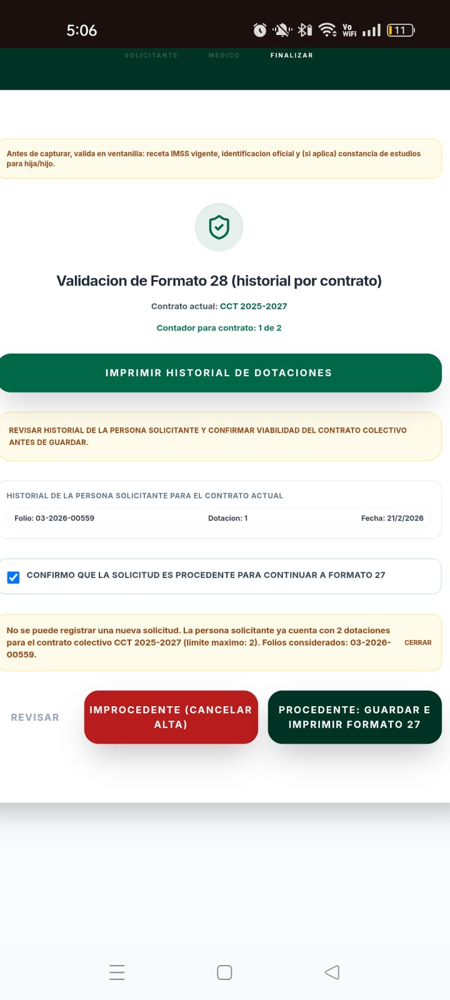 5:06
Vo
WiFi
11
SOLICITANTE MEDICO FINALIZAR
Antes de capturar, valida en ventanilla: receta IMSS vigente, identificacion oficial y (si aplica) constancia de estudios
para hija/hijo.
Validacion de Formato 28 (historial por contrato)
Contrato actual: CCT 2025-2027
Contador para contrato: 1 de 2
IMPRIMIR HISTORIAL DE DOTACIONES
REVISAR HISTORIAL DE LA PERSONA SOLICITANTE Y CONFIRMAR VIABILIDAD DEL CONTRATO COLECTIVO
ANTES DE GUARDAR.
HISTORIAL DE LA PERSONA SOLICITANTE PARA EL CONTRATO ACTUAL
Folio: 03-2026-00559 Dotacion: 1 Fecha: 21/2/2026
CONFIRMO QUE LA SOLICITUD ES PROCEDENTE PARA CONTINUAR A FORMATO 27
No se puede registrar una nueva solicitud. La persona solicitante ya cuenta con 2 dotaciones
para el contrato colectivo CCT 2025-2027 (limite maximo: 2). Folios considerados: 03-2026-
00559.
CERRAR
REVISAR
IMPROCEDENTE (CANCELAR
ALTA)
PROCEDENTE: GUARDAR E
IMPRIMIR FORMATO 27